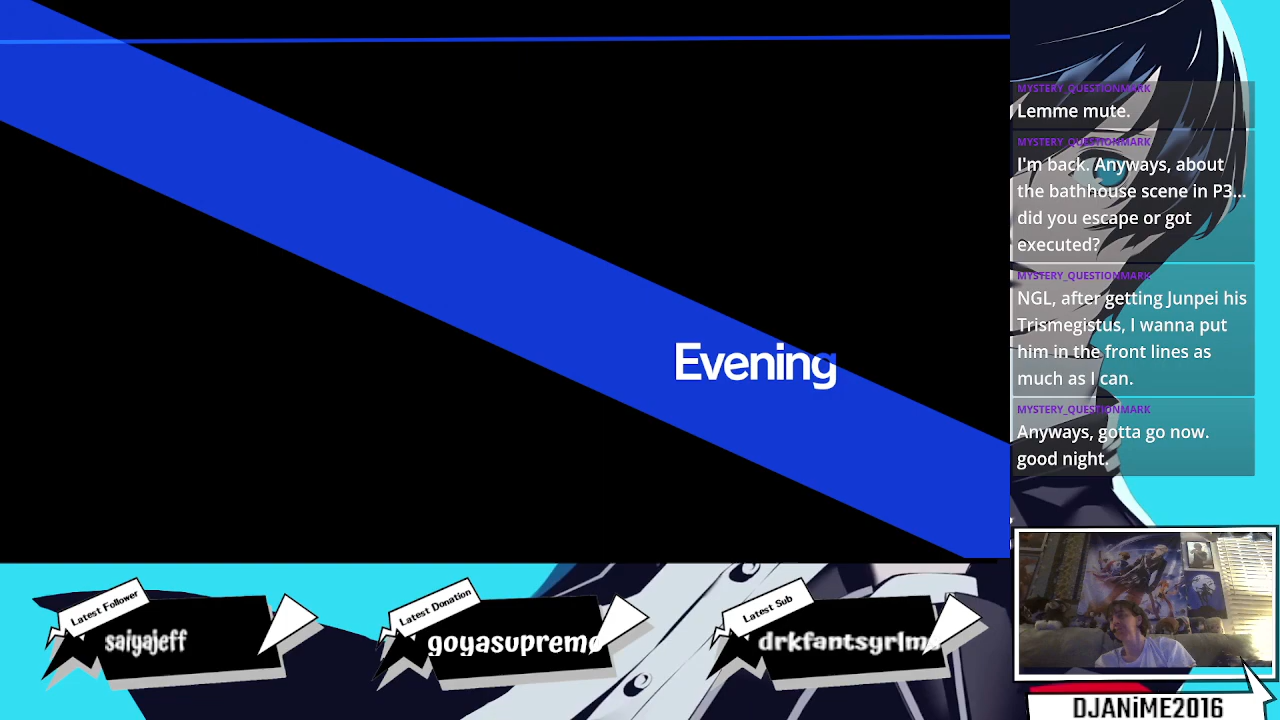 MYSTERY_QUESTIONMARK
Lemme mute.
MYSTERY_QUESTIONMARK
I'm back. Anyways, about
the bathhouse scene in P3...
did you escape or got
executed?
MYSTERY_QUESTIONMARK
NGL, after getting Junpei his
Trismegistus, I wanna put
him in the front lines as
much as I can.
MYSTERY_QUESTIONMARK
Anyways, gotta go now.
good night.
Evening
Latest Follower
saiyajeff
Latest Donation
goyasupreme
Latest Sub
drkfantsyrlms
DJANiME2016